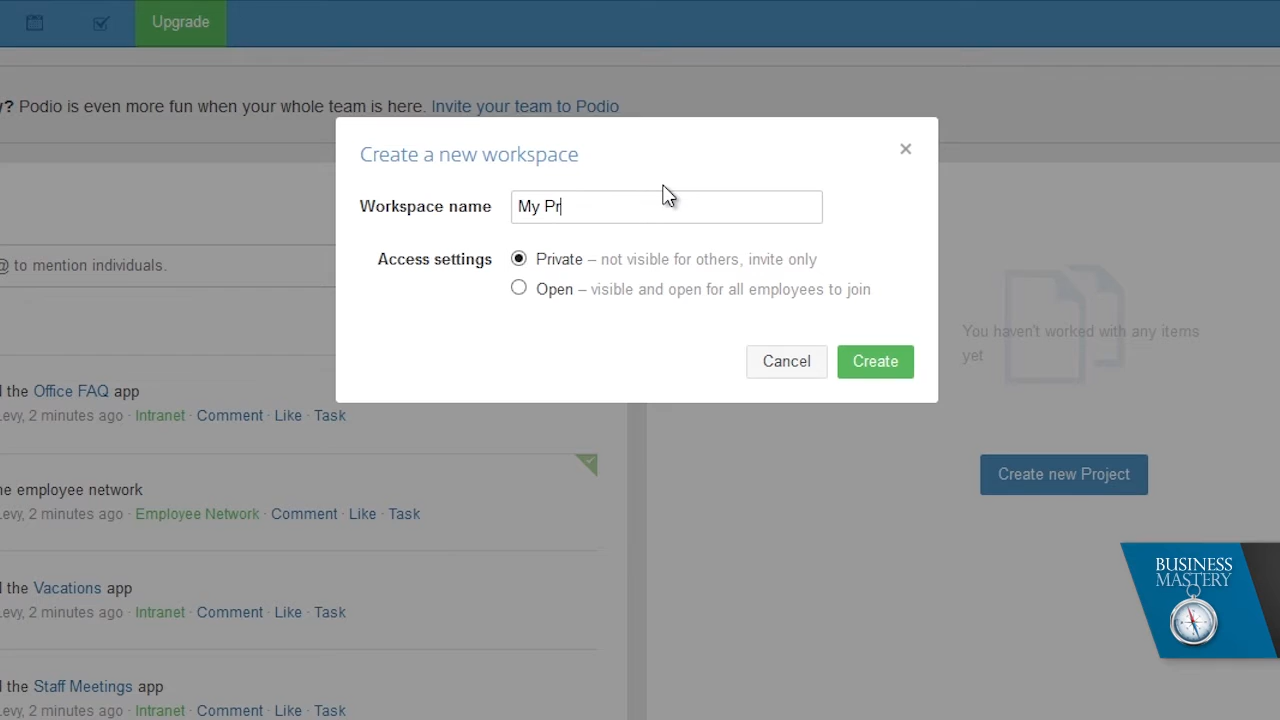 Upgrade
y? Podio is even more fun when your whole team is here. Invite your team to Podio
Create a new workspace
×
Workspace name
My Pr
Access settings
Private – not visible for others, invite only
Open – visible and open for all employees to join
Cancel
Create
@ to mention individuals.
You haven't worked with any items
yet
Create new Project
d the Office FAQ app
Levy, 2 minutes ago · Intranet · Comment · Like · Task
he employee network
Levy, 2 minutes ago · Employee Network · Comment · Like · Task
d the Vacations app
Levy, 2 minutes ago · Intranet · Comment · Like · Task
d the Staff Meetings app
Levy, 2 minutes ago · Intranet · Comment · Like · Task
BUSINESS
MASTERY